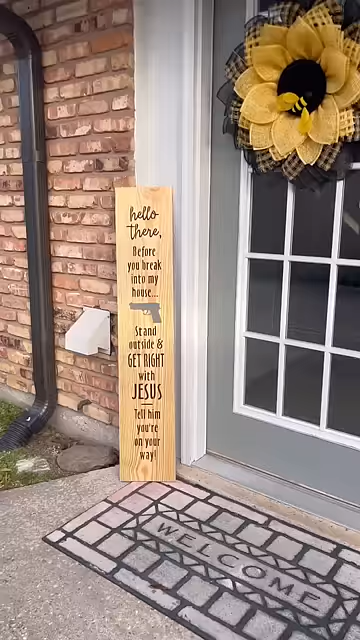 hello
there,
Before
you break
into my
house...
Stand
outside &
GET RIGHT
with
JESUS
Tell him
you're
on your
way!
WELCOME